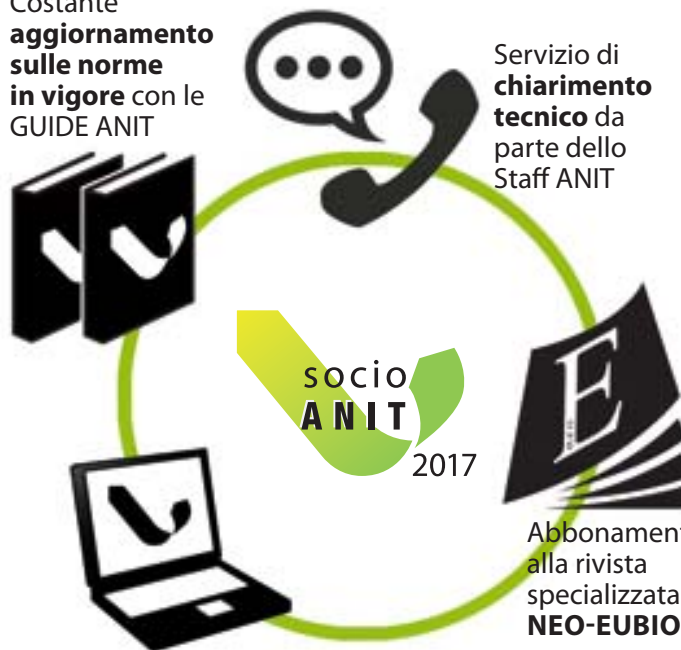 Costante
aggiornamento
sulle norme
in vigore con le
GUIDE ANIT
Servizio di
chiarimento
tecnico da
parte dello
Staff ANIT
socio
ANIT
2017
E
Abbonament
alla rivista
specializzata
NEO-EUBIO